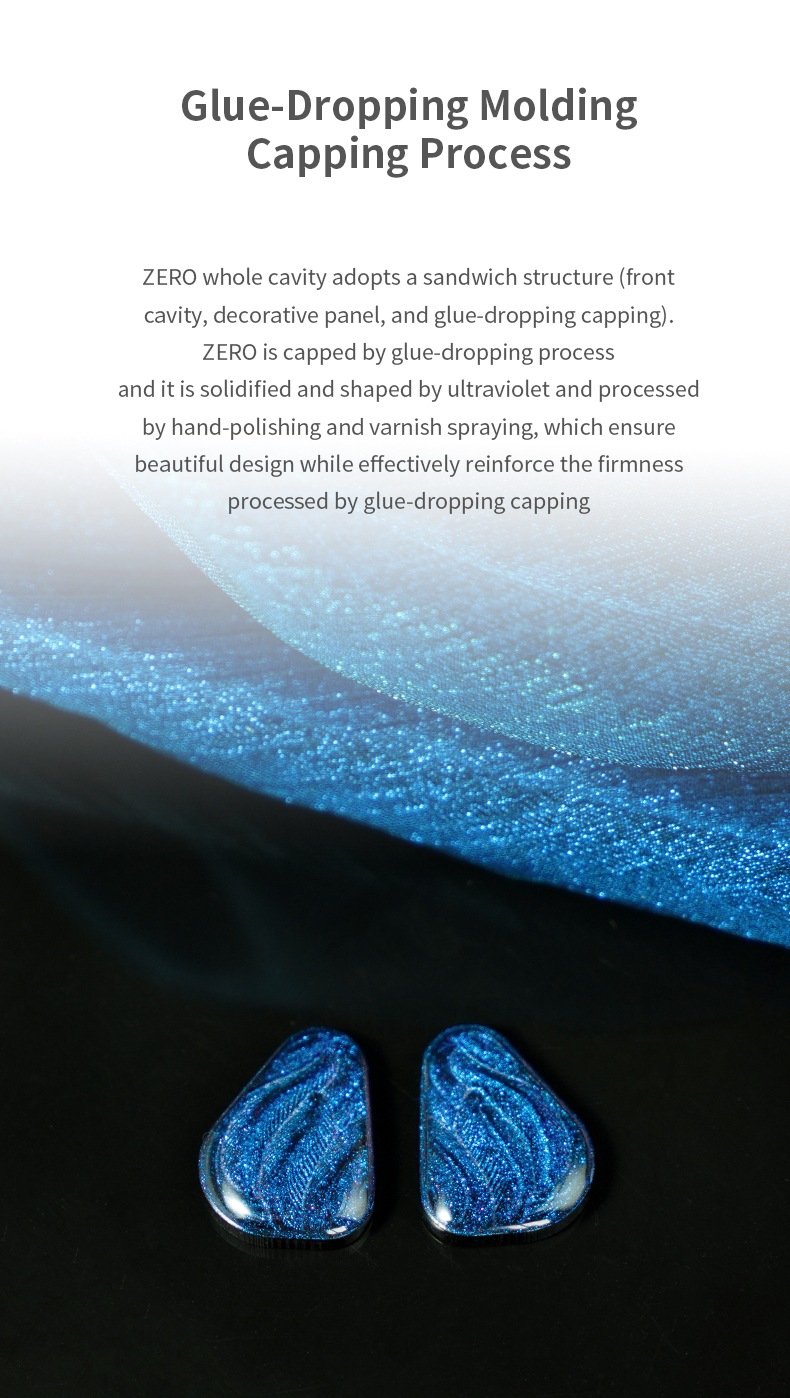 Glue-Dropping Molding
Capping Process
ZERO whole cavity adopts a sandwich structure (front
cavity, decorative panel, and glue-dropping capping).
ZERO is capped by glue-dropping process
and it is solidified and shaped by ultraviolet and processed
by hand-polishing and varnish spraying, which ensure
beautiful design while effectively reinforce the firmness
processed by glue-dropping capping